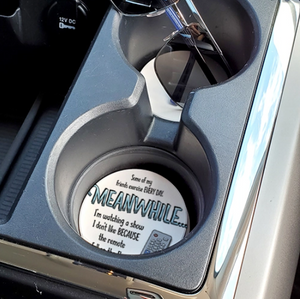 12V DC
Some of my
friends exercise EVERY DAY.
MEANWHILE...
I'm watching a show
I don't like BECAUSE
the remote